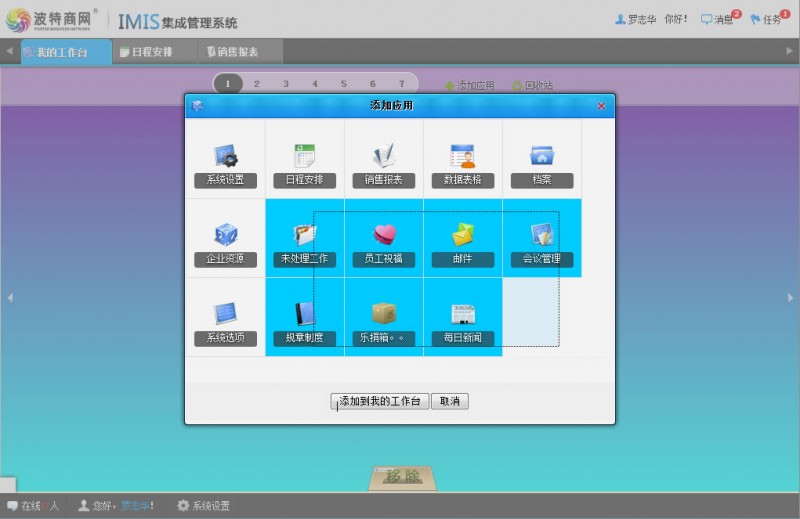 波特商网®
POSTER BUSINESS NETWORK
IMIS集成管理系统
罗志华 你好! 消息 2 任务 1
我的工作台 日程安排 销售报表
1 2 3 4 5 6 7 添加应用 回收站
添加应用
系统设置 日程安排 销售报表 数据表格 档案
企业资源 未处理工作 员工祝福 邮件 会议管理
系统选项 规章制度 乐捐箱。。 每日新闻
添加到我的工作台 取消
移除
在线 人 您好,罗志华! 系统设置